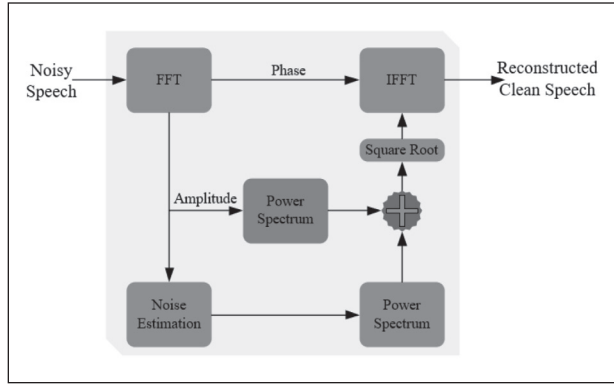 Noisy
Speech
FFT
Phase
IFFT
Reconstructed
Clean Speech
Square Root
Amplitude
Power
Spectrum
Noise
Estimation
Power
Spectrum